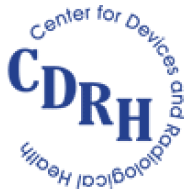 Center for Devices and Radiological Health
CDRH